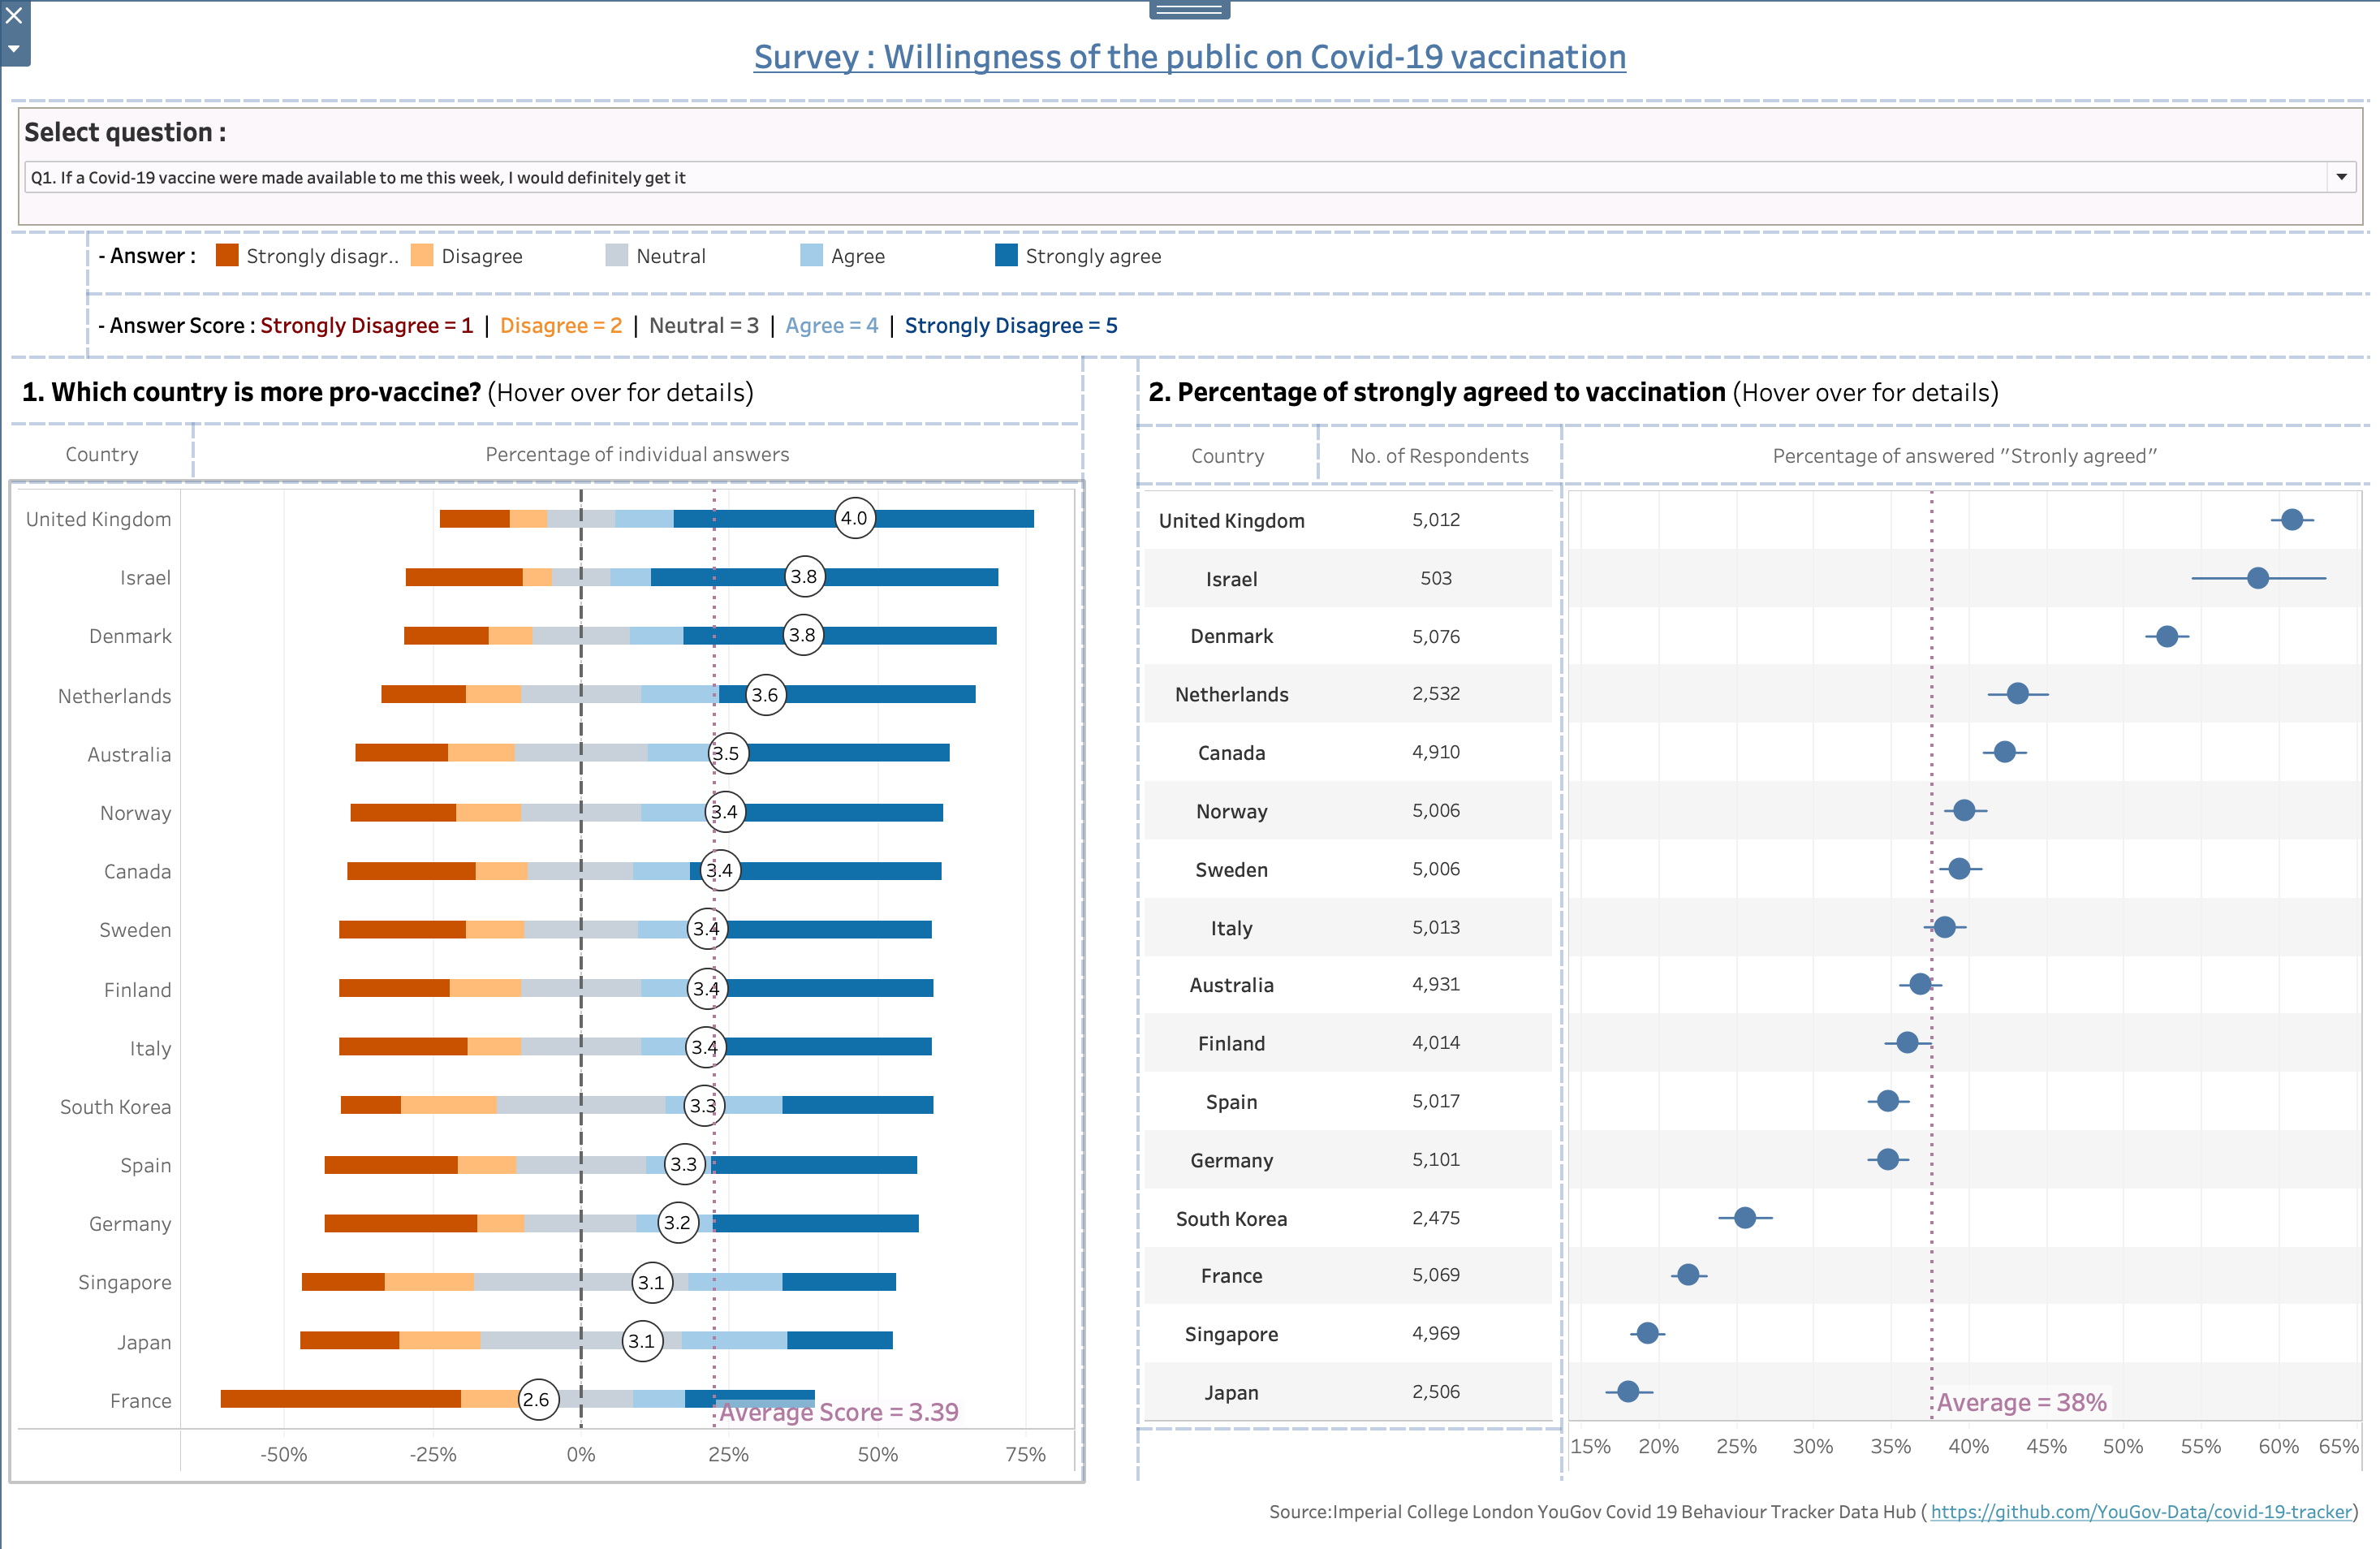 Survey : Willingness of the public on Covid-19 vaccination
Select question :
Q1. If a Covid-19 vaccine were made available to me this week, I would definitely get it
- Answer : Strongly disagr.. Disagree Neutral Agree Strongly agree
- Answer Score : Strongly Disagree = 1 | Disagree = 2 | Neutral = 3 | Agree = 4 | Strongly Disagree = 5
1. Which country is more pro-vaccine? (Hover over for details)
Country Percentage of individual answers
United Kingdom 4.0
Israel 3.8
Denmark 3.8
Netherlands 3.6
Australia 3.5
Norway 3.4
Canada 3.4
Sweden 3.4
Finland 3.4
Italy 3.4
South Korea 3.3
Spain 3.3
Germany 3.2
Singapore 3.1
Japan 3.1
France 2.6
Average Score = 3.39
-50% -25% 0% 25% 50% 75%
2. Percentage of strongly agreed to vaccination (Hover over for details)
Country No. of Respondents Percentage of answered "Stronly agreed"
United Kingdom 5,012
Israel 503
Denmark 5,076
Netherlands 2,532
Canada 4,910
Norway 5,006
Sweden 5,006
Italy 5,013
Australia 4,931
Finland 4,014
Spain 5,017
Germany 5,101
South Korea 2,475
France 5,069
Singapore 4,969
Japan 2,506
Average = 38%
15% 20% 25% 30% 35% 40% 45% 50% 55% 60% 65%
Source:Imperial College London YouGov Covid 19 Behaviour Tracker Data Hub ( https://github.com/YouGov-Data/covid-19-tracker)